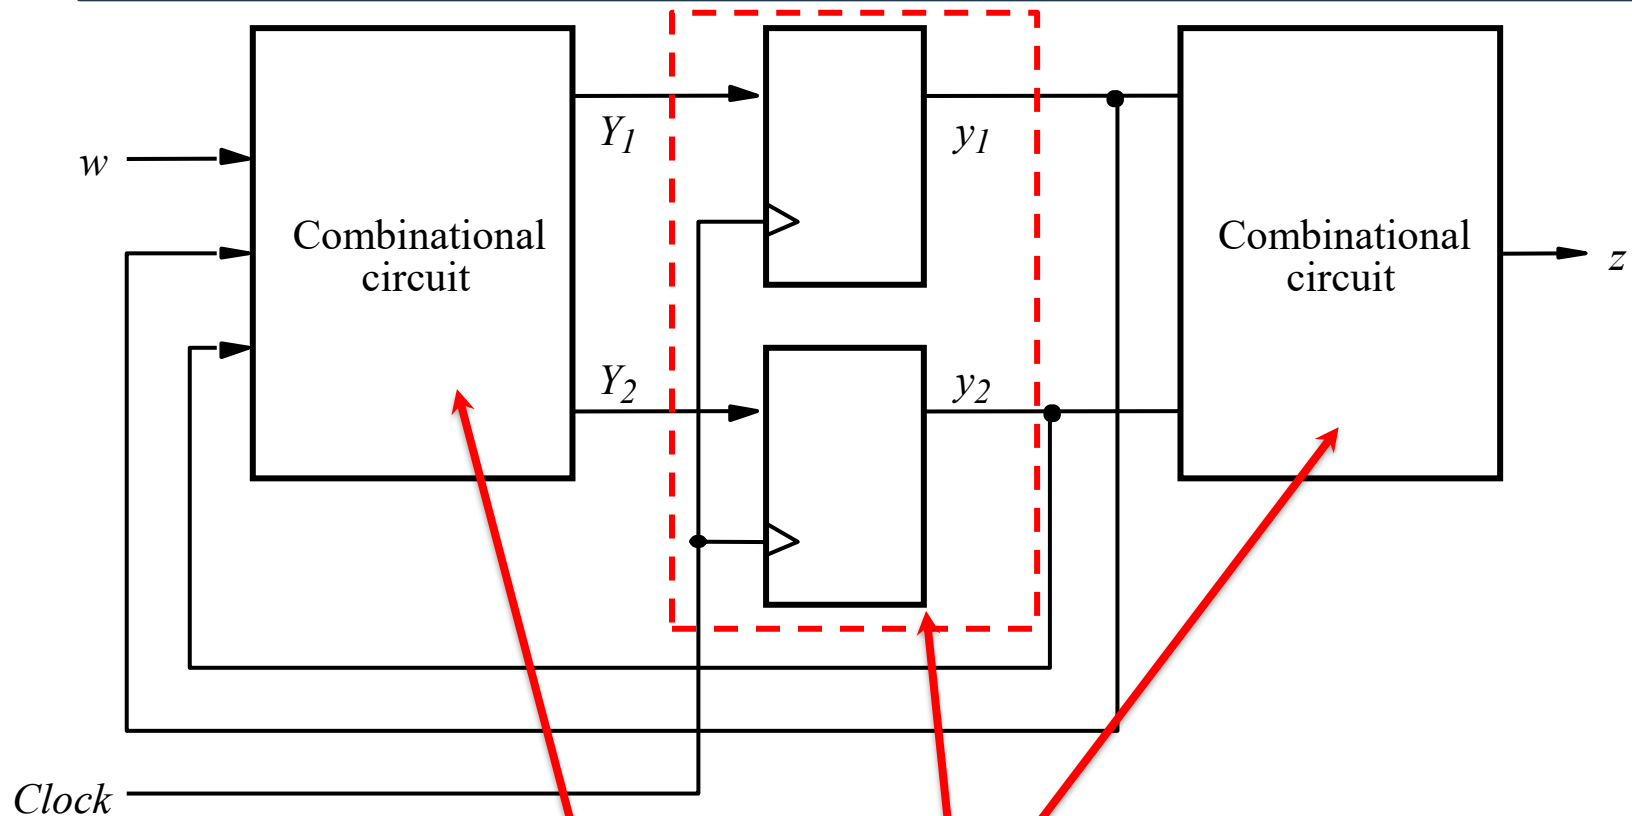 Y1
y1
w
Combinational
circuit
Combinational
circuit
z
Y2
y2
Clock